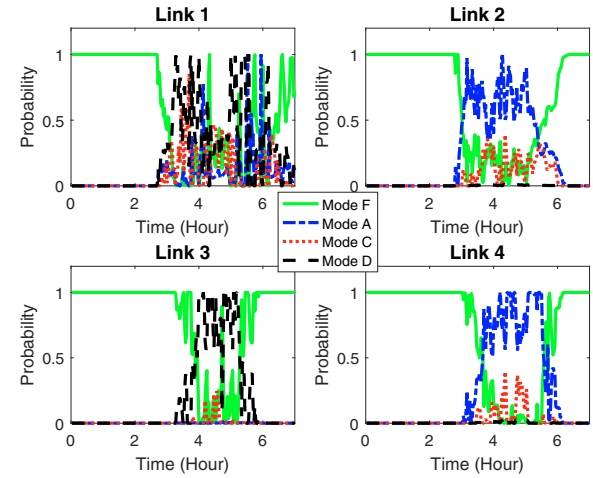 Link 1
Link 2
Probability
1
0.5
0
0 2 4 6
Time (Hour)
Probability
1
0.5
0
0 2 4 6
Time (Hour)
Mode F
Mode A
Mode C
Mode D
Link 3
Link 4
Probability
1
0.5
0
0 2 4 6
Time (Hour)
Probability
1
0.5
0
0 2 4 6
Time (Hour)